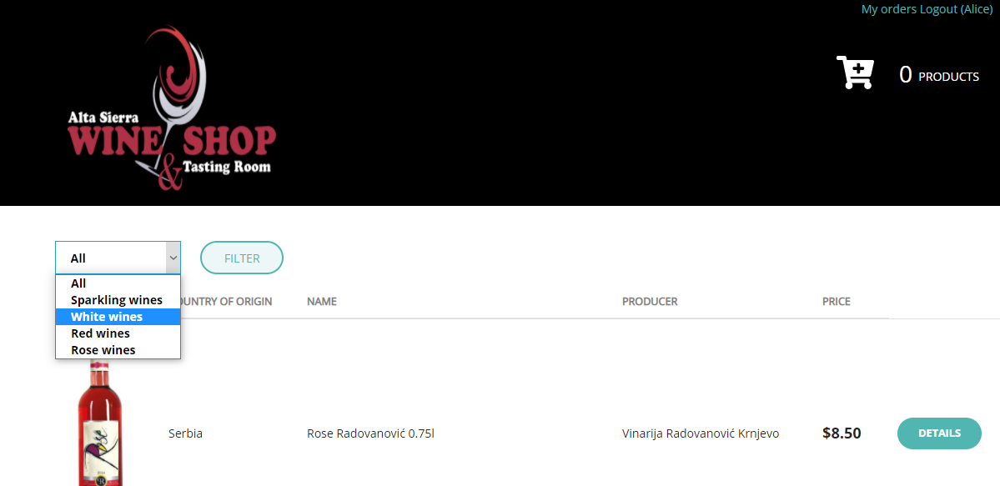 My orders Logout (Alice)
Alta Sierra
WINE SHOP
& Tasting Room
0 PRODUCTS
All
FILTER
All
Sparkling wines
White wines
Red wines
Rose wines
OUNTRY OF ORIGIN NAME PRODUCER PRICE
Rose
Serbia Rose Radovanović 0.75l Vinarija Radovanović Krnjevo $8.50 DETAILS
R